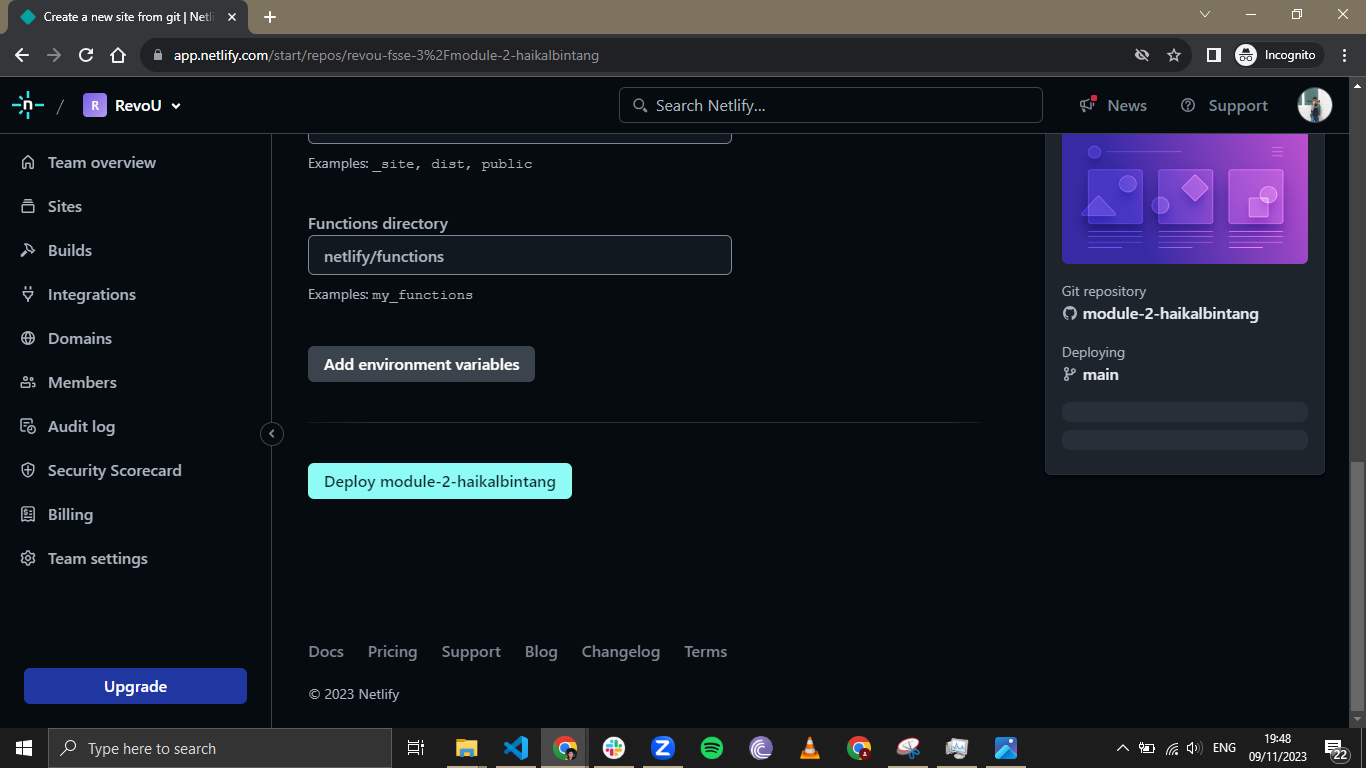 Create a new site from git | Netli
app.netlify.com/start/repos/revou-fsse-3%2Fmodule-2-haikalbintang
Incognito
n
/
R
RevoU
Search Netlify...
News
Support
Team overview
Sites
Builds
Integrations
Domains
Members
Audit log
Security Scorecard
Billing
Team settings
Upgrade
Examples: _site, dist, public
Functions directory
netlify/functions
Examples: my_functions
Add environment variables
Deploy module-2-haikalbintang
Git repository
module-2-haikalbintang
Deploying
main
Docs Pricing Support Blog Changelog Terms
© 2023 Netlify
Type here to search
Z
ENG
19:48
09/11/2023
22